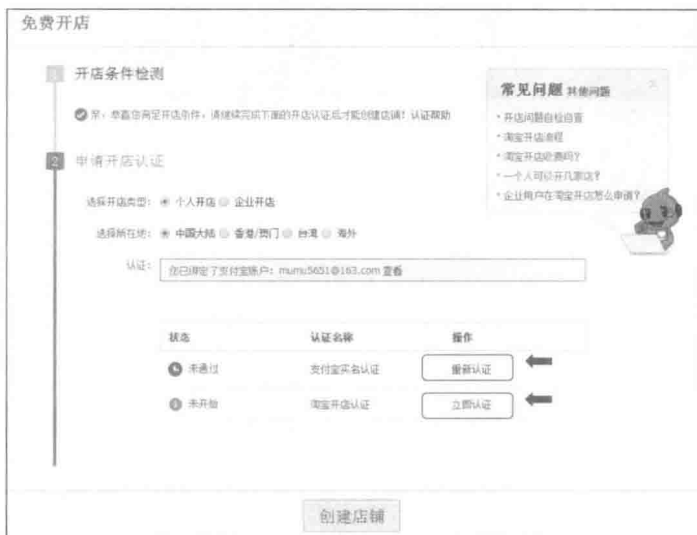 免费开店
1 开店条件检测
亲，恭喜您满足开店条件，请继续完成下面的开店认证后才能创建店铺！认证帮助
2 申请开店认证
选择开店类型： 个人开店 企业开店
选择所在地： 中国大陆 香港/澳门 台湾 海外
认证： 您已绑定了支付宝账户：mumu5651@163.com 查看
状态 认证名称 操作
未通过 支付宝实名认证 重新认证
未开始 淘宝开店认证 立即认证
创建店铺
常见问题 其他问题
• 开店问题自检自查
• 淘宝开店流程
• 淘宝开店收费吗？
• 一个人可以开几家店？
• 企业用户在淘宝开店怎么申请？